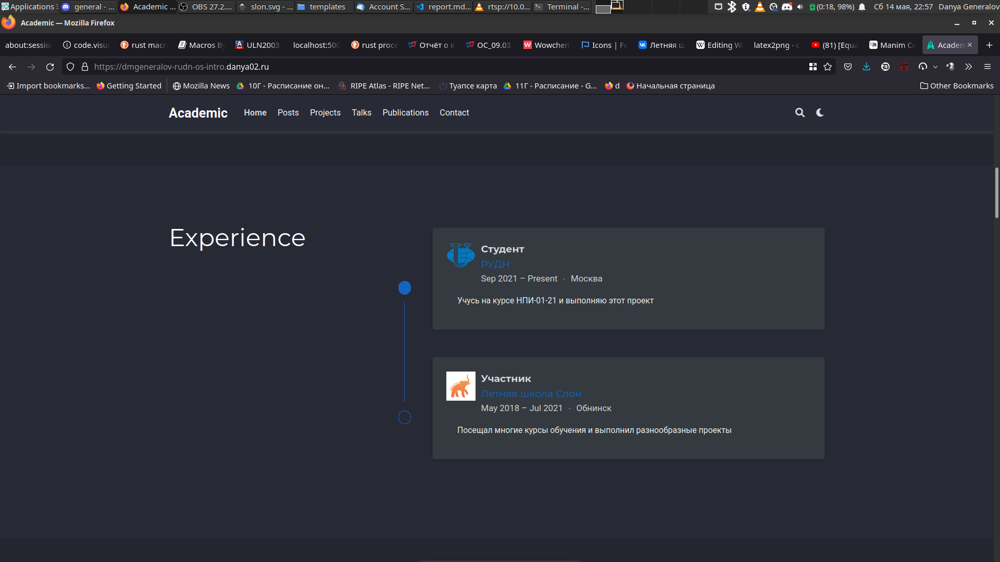 Applications general - ... Academic ... OBS 27.2.... slon.svg - ... templates Account S... report.md... rtsp://10.0... Terminal -... (0:18, 98%) Сб 14 мая, 22:57 Danya Generalov
Academic — Mozilla Firefox
about:sessio code.visua rust macr Macros By ULN2003 localhost:500 rust proce Отчёт о в ОС_09.03. Wowchem Icons | Fo Летняя ш Editing Wi latex2png - c (81) [Equa Manim Co Academ
https://dmgeneralov-rudn-os-intro.danya02.ru
Import bookmarks... Getting Started Mozilla News 10Г - Расписание он... RIPE Atlas - RIPE Net... Туапсе карта 11Г - Расписание - G... d Начальная страница Other Bookmarks
Academic Home Posts Projects Talks Publications Contact
Experience
Студент
РУДН
Sep 2021 – Present · Москва
Учусь на курсе НПИ-01-21 и выполняю этот проект
Участник
Летняя школа Слон
May 2018 – Jul 2021 · Обнинск
Посещал многие курсы обучения и выполнил разнообразные проекты